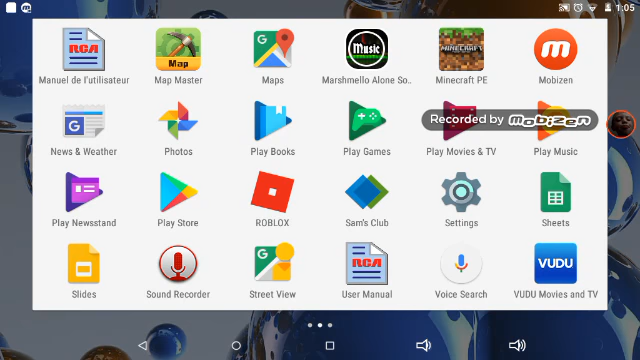 1:05
RCA
Map
Music
MINECRAFT
Manuel de l'utilisateur
Map Master
Maps
Marshmello Alone So..
Minecraft PE
Mobizen
Recorded by mobizen
News & Weather
Photos
Play Books
Play Games
Play Movies & TV
Play Music
Play Newsstand
Play Store
ROBLOX
Sam's Club
Settings
Sheets
RCA
VUDU
Slides
Sound Recorder
Street View
User Manual
Voice Search
VUDU Movies and TV